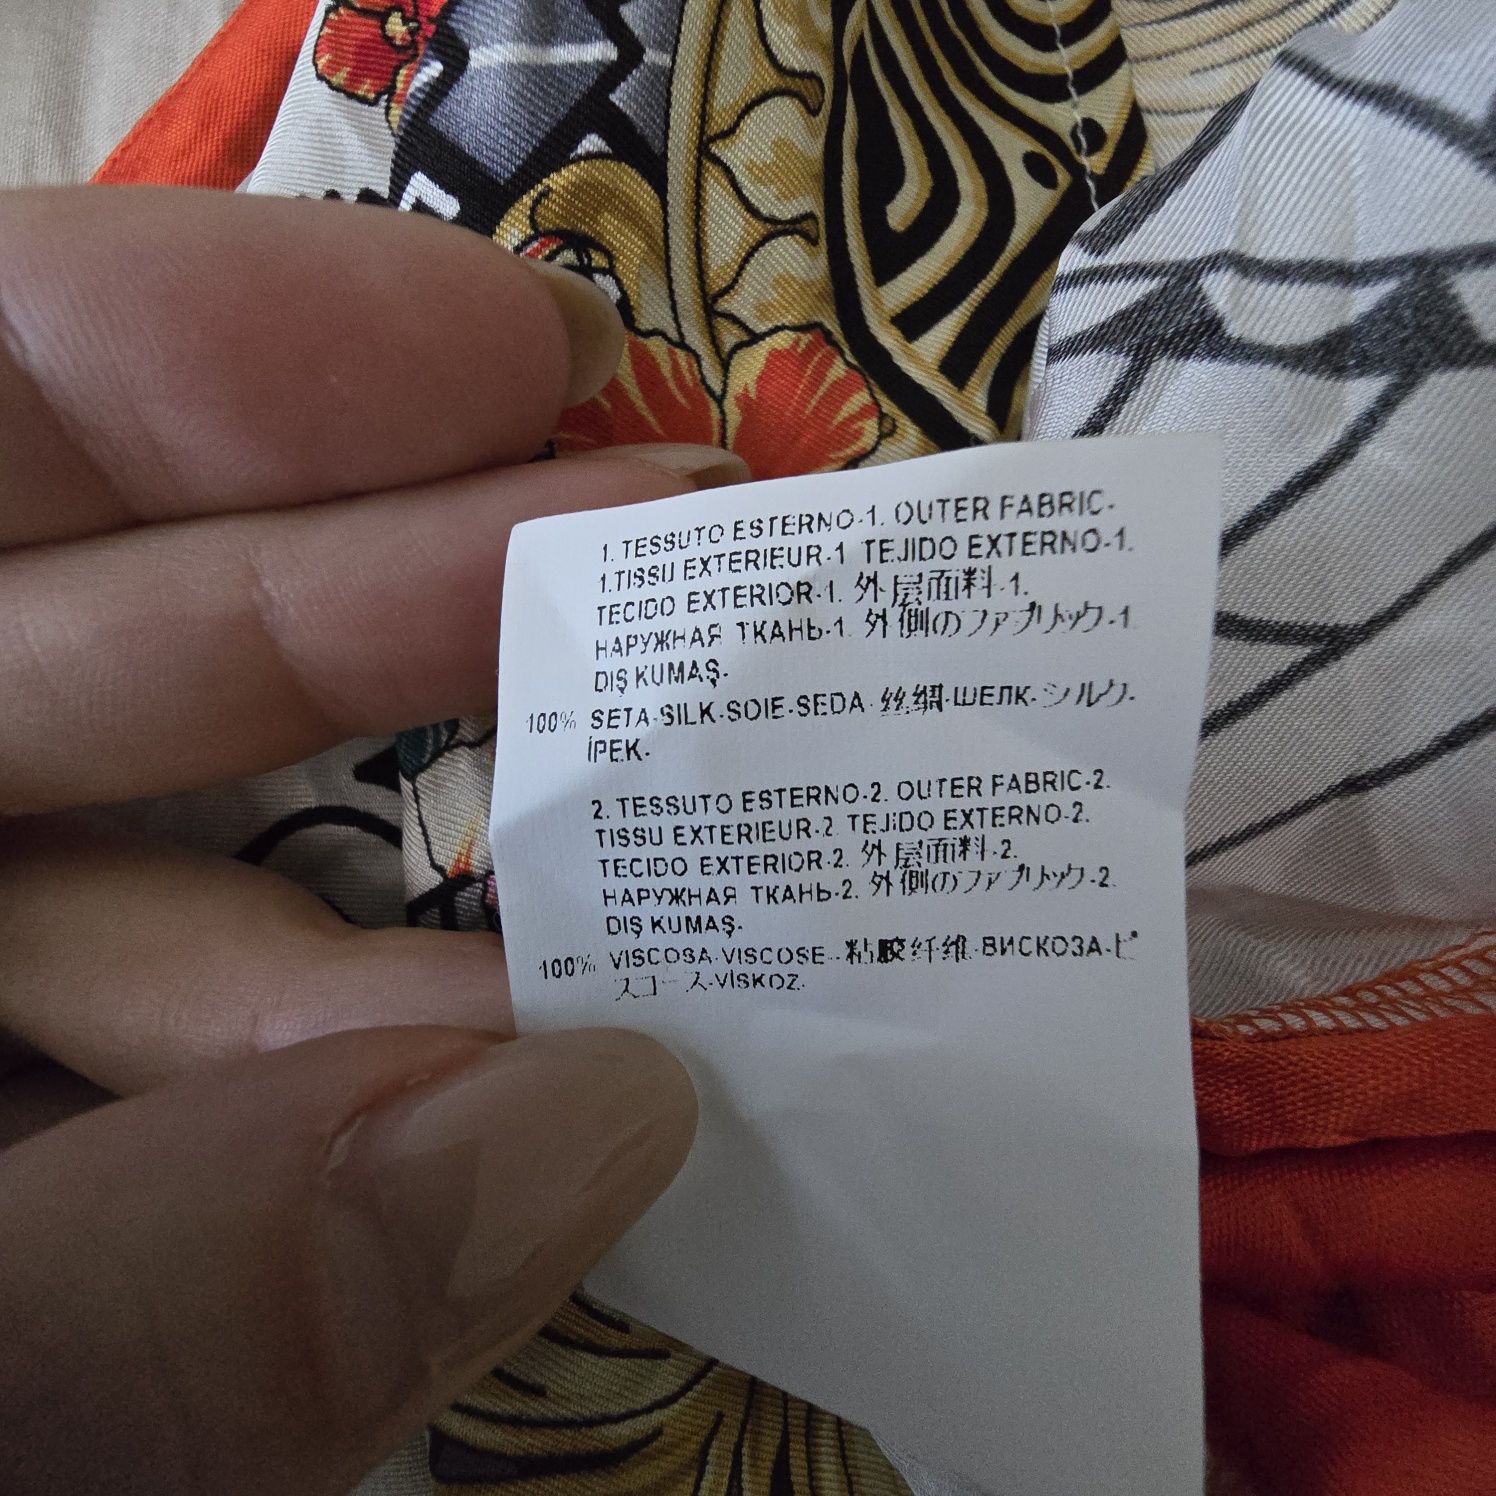 1. TESSUTO ESTERNO-1. OUTER FABRIC-
1.TISSU EXTERIEUR-1 TEJIDO EXTERNO-1.
TECIDO EXTERIOR-1. 外层面料-1.
НАРУЖНАЯ ТКАНЬ-1. 外側のファブリック-1
DIŞ KUMAŞ-
100% SETA-SILK-SOIE-SEDA-丝绸-ШЕЛК-シルク-
İPEK-
2. TESSUTO ESTERNO-2. OUTER FABRIC-2.
TISSU EXTERIEUR-2. TEJIDO EXTERNO-2.
TECIDO EXTERIOR-2. 外层面料-2.
НАРУЖНАЯ ТКАНЬ-2. 外側のファブリック-2.
DIŞ KUMAŞ-
100% VISCOSA-VISCOSE--粘胶纤维-ВИСКОЗА-ビ
スコース-VİSKOZ-